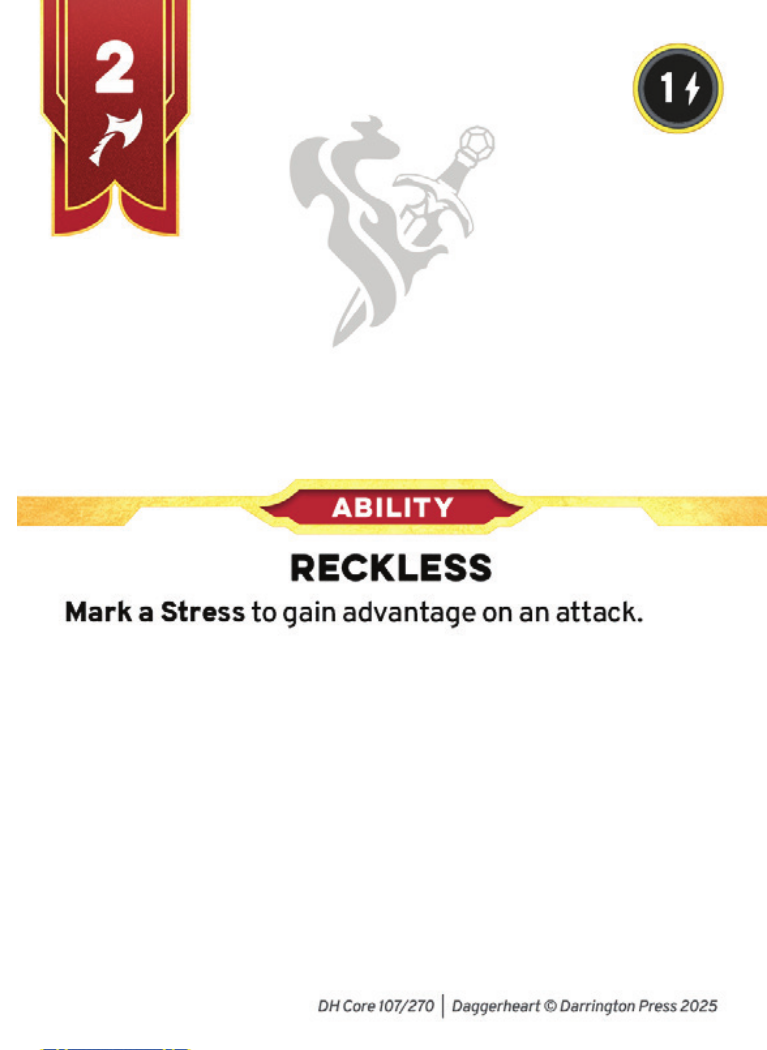 2
1
ABILITY
RECKLESS
Mark a Stress to gain advantage on an attack.
DH Core 107/270 | Daggerheart © Darrington Press 2025